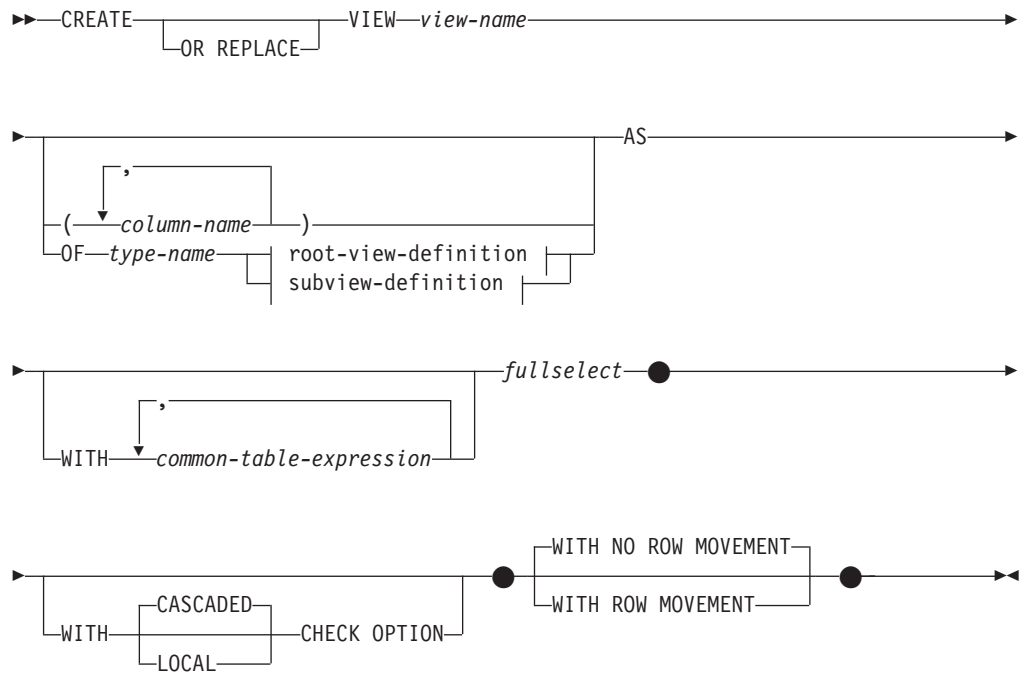 CREATE VIEW view-name
OR REPLACE
AS
,
( column-name )
OF type-name root-view-definition
subview-definition
fullselect
,
WITH common-table-expression
WITH NO ROW MOVEMENT
CASCADED WITH ROW MOVEMENT
WITH CHECK OPTION
LOCAL